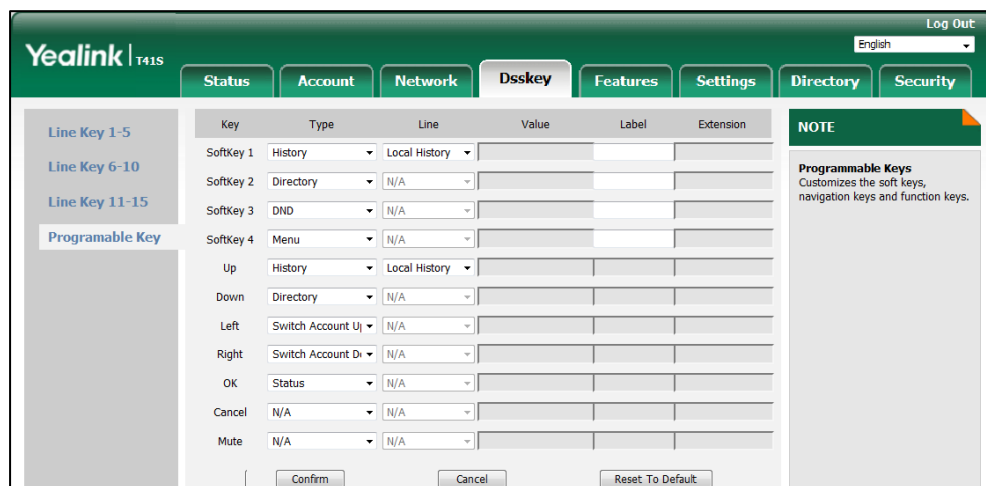 Log Out
Yealink T41S
English
Status Account Network Dsskey Features Settings Directory Security
Line Key 1-5
Line Key 6-10
Line Key 11-15
Programable Key
Key Type Line Value Label Extension
SoftKey 1 History Local History
SoftKey 2 Directory N/A
SoftKey 3 DND N/A
SoftKey 4 Menu N/A
Up History Local History
Down Directory N/A
Left Switch Account U N/A
Right Switch Account D N/A
OK Status N/A
Cancel N/A N/A
Mute N/A N/A
Confirm Cancel Reset To Default
NOTE
Programmable Keys
Customizes the soft keys,
navigation keys and function keys.